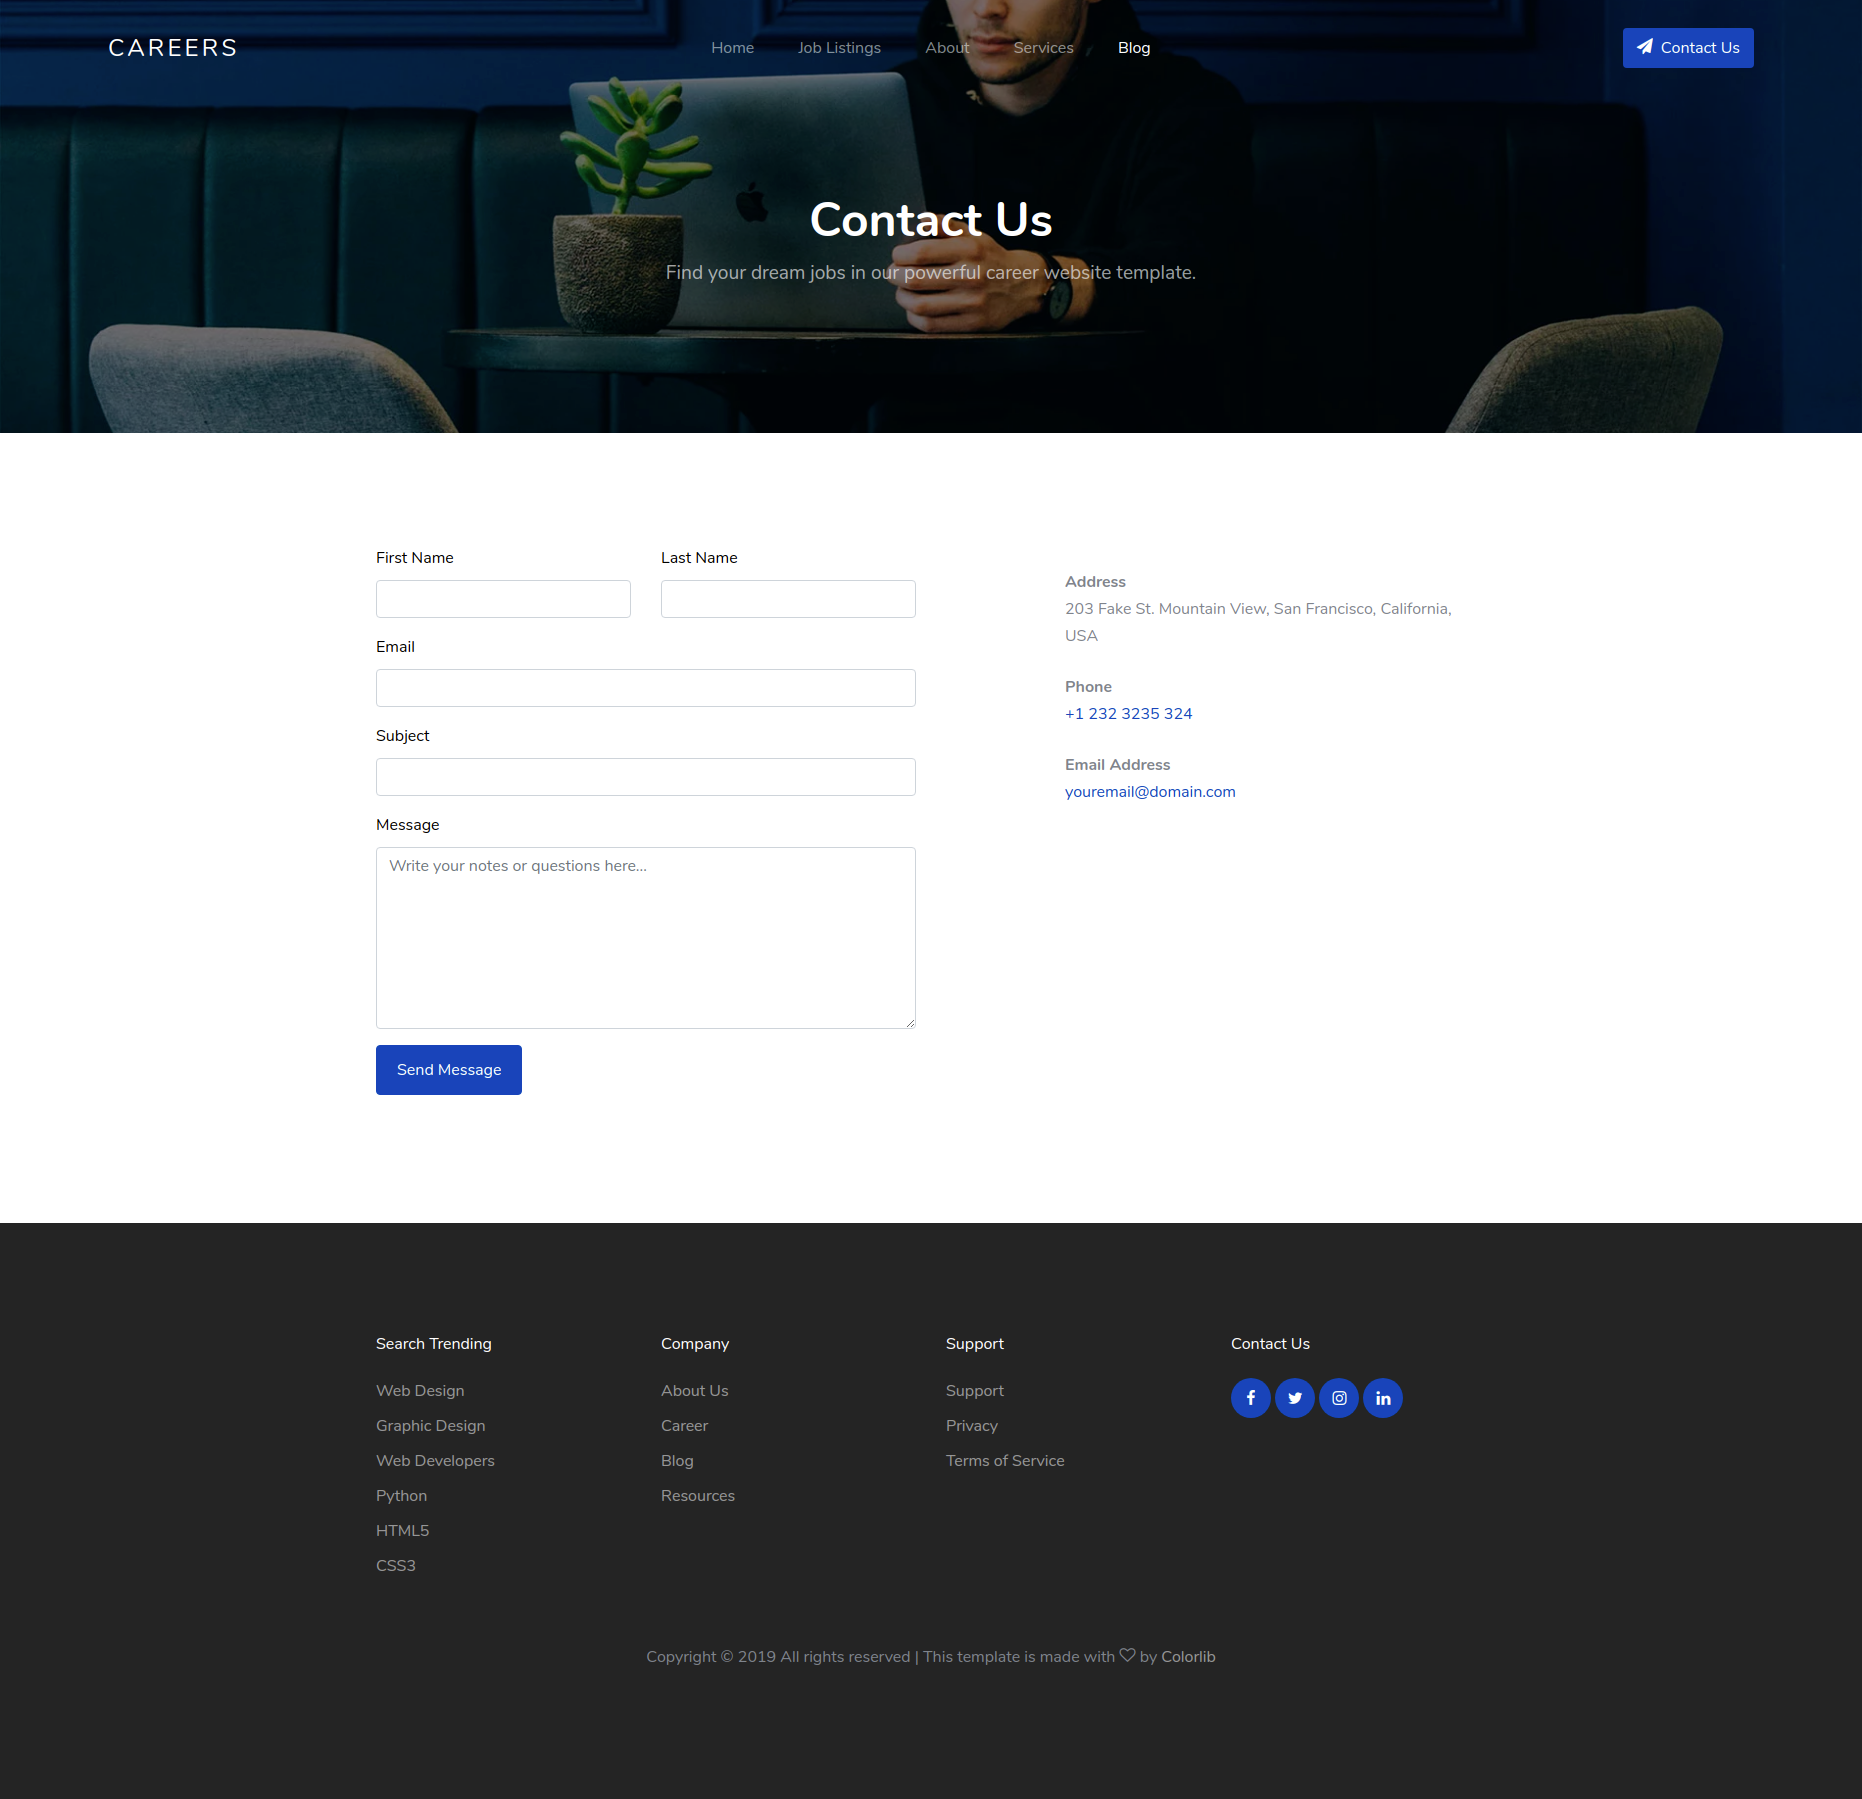 CAREERS
Home
Job Listings
About
Services
Blog
Contact Us
Contact Us
Find your dream jobs in our powerful career website template.
First Name
Last Name
Email
Subject
Message
Write your notes or questions here...
Send Message
Address
203 Fake St. Mountain View, San Francisco, California,
USA
Phone
+1 232 3235 324
Email Address
youremail@domain.com
Search Trending
Web Design
Graphic Design
Web Developers
Python
HTML5
CSS3
Company
About Us
Career
Blog
Resources
Support
Support
Privacy
Terms of Service
Contact Us
Copyright © 2019 All rights reserved | This template is made with ♡ by Colorlib